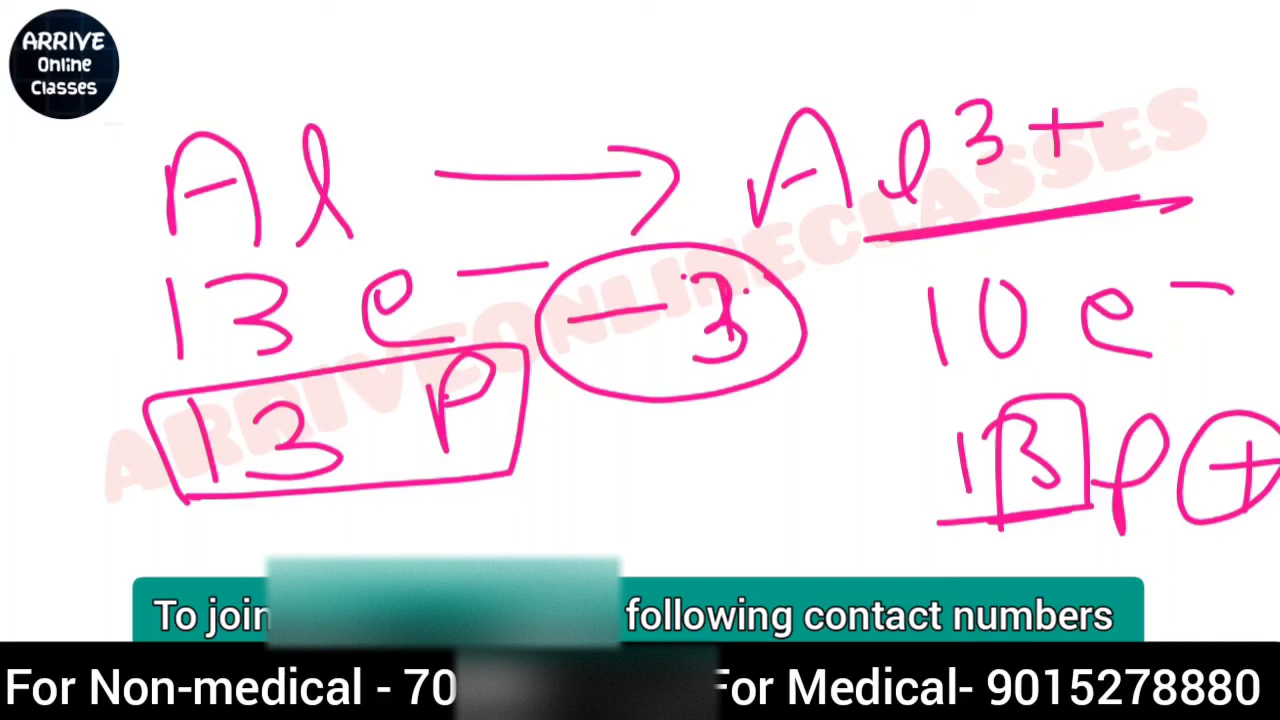 ARRIVE
Online
Classes
Al → Al3+
13 e– –3 10 e–
13 P 13 P +
ARRIVEONLINECLASSES
To join following contact numbers
For Non-medical - 70 For Medical- 9015278880